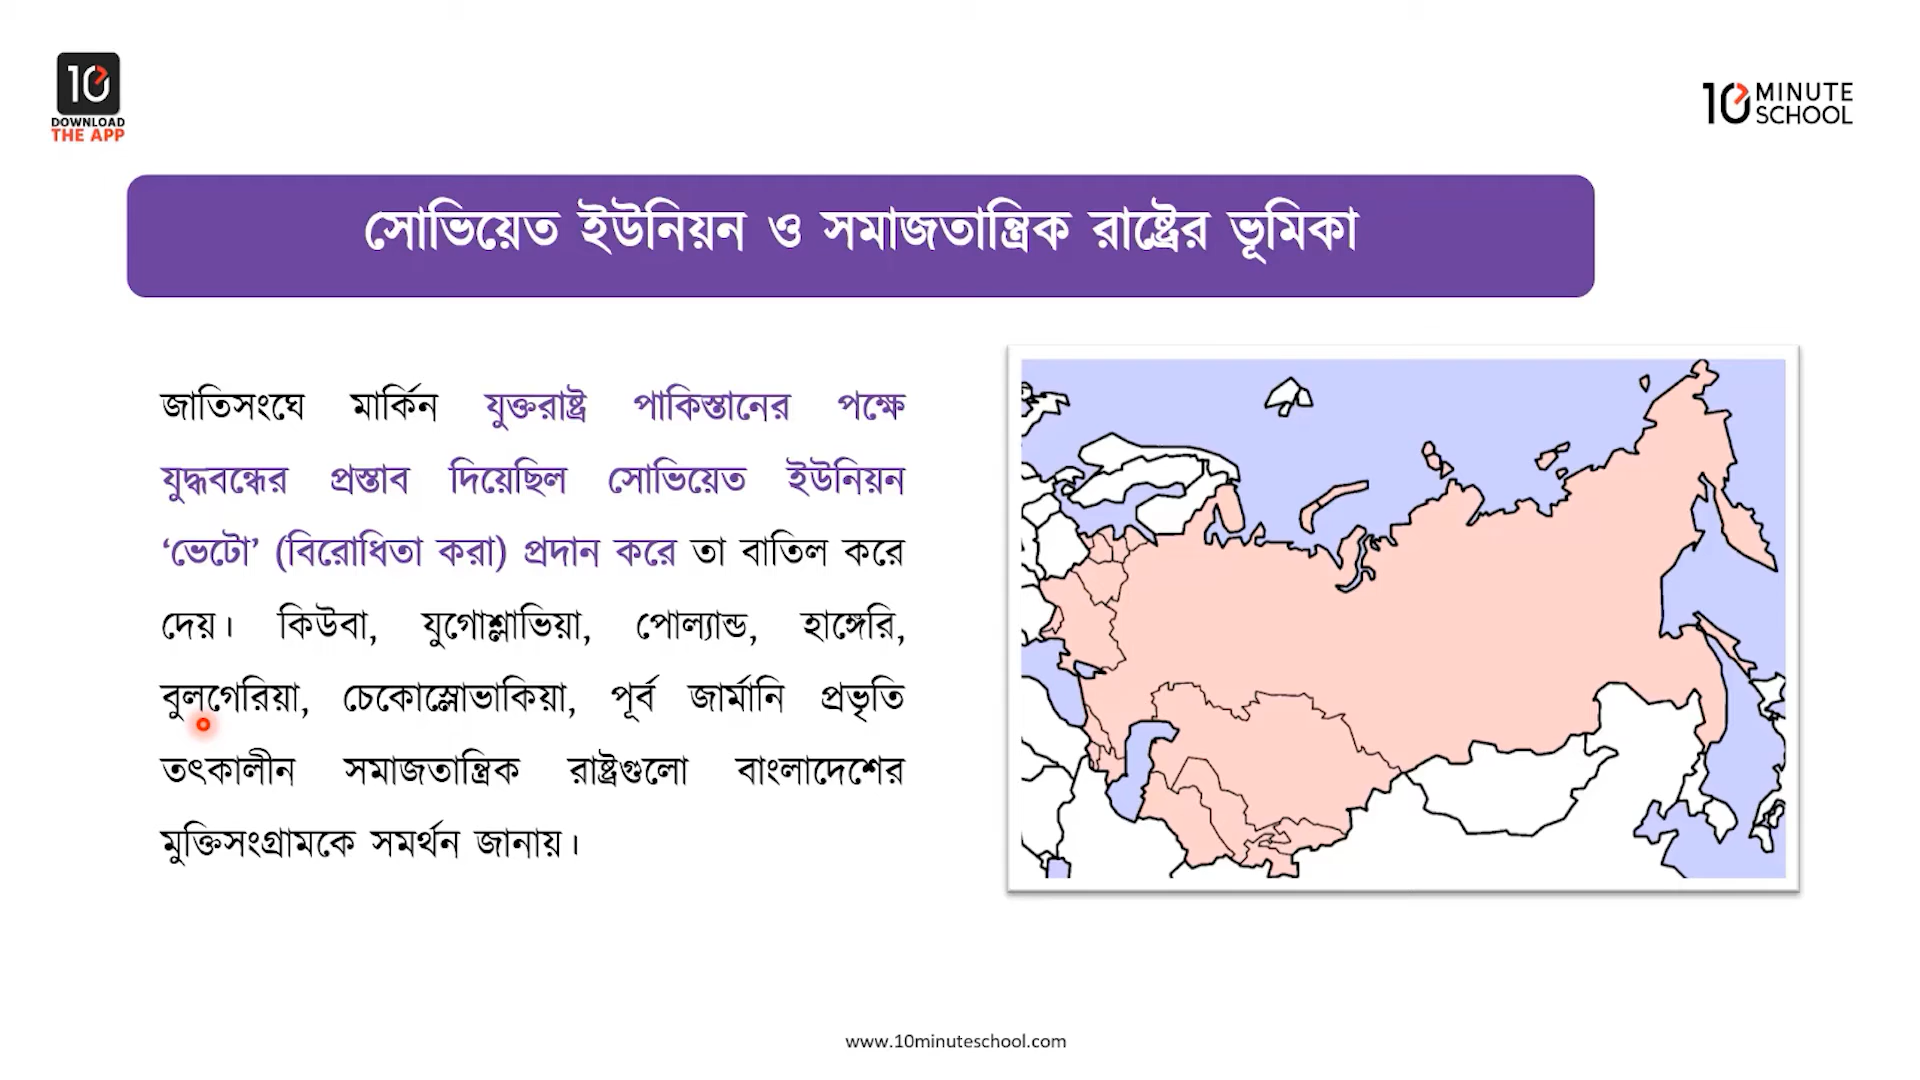 10
DOWNLOAD
THE APP
10 MINUTE
SCHOOL
সোভিয়েত ইউনিয়ন ও সমাজতান্ত্রিক রাষ্ট্রের ভূমিকা
জাতিসংঘে মার্কিন যুক্তরাষ্ট্র পাকিস্তানের পক্ষে
যুদ্ধবন্ধের প্রস্তাব দিয়েছিল সোভিয়েত ইউনিয়ন
‘ভেটো’ (বিরোধিতা করা) প্রদান করে তা বাতিল করে
দেয়। কিউবা, যুগোশ্লাভিয়া, পোল্যান্ড, হাঙ্গেরি,
বুলগেরিয়া, চেকোস্লোভাকিয়া, পূর্ব জার্মানি প্রভৃতি
তৎকালীন সমাজতান্ত্রিক রাষ্ট্রগুলো বাংলাদেশের
মুক্তিসংগ্রামকে সমর্থন জানায়।
www.10minuteschool.com